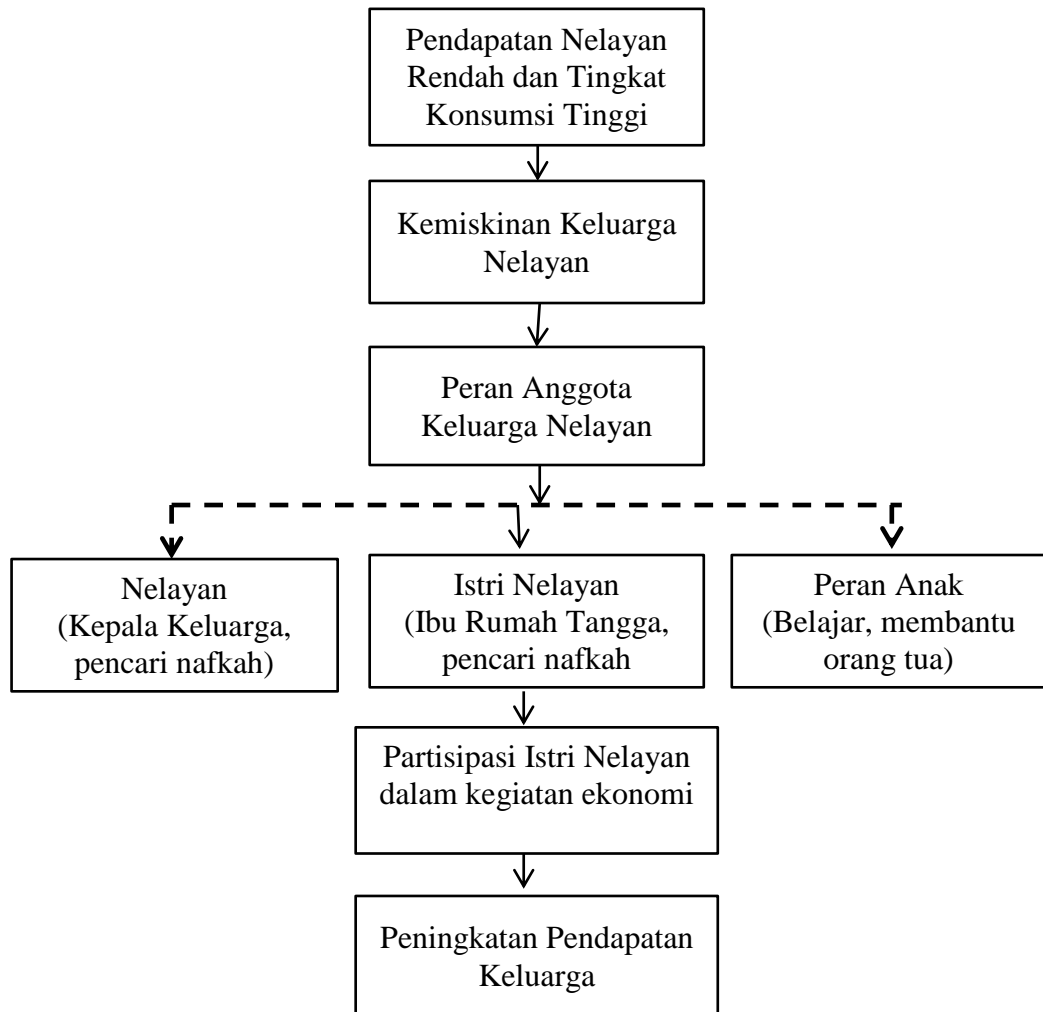 Pendapatan Nelayan
Rendah dan Tingkat
Konsumsi Tinggi
Kemiskinan Keluarga
Nelayan
Peran Anggota
Keluarga Nelayan
Nelayan
(Kepala Keluarga,
pencari nafkah)
Istri Nelayan
(Ibu Rumah Tangga,
pencari nafkah
Peran Anak
(Belajar, membantu
orang tua)
Partisipasi Istri Nelayan
dalam kegiatan ekonomi
Peningkatan Pendapatan
Keluarga